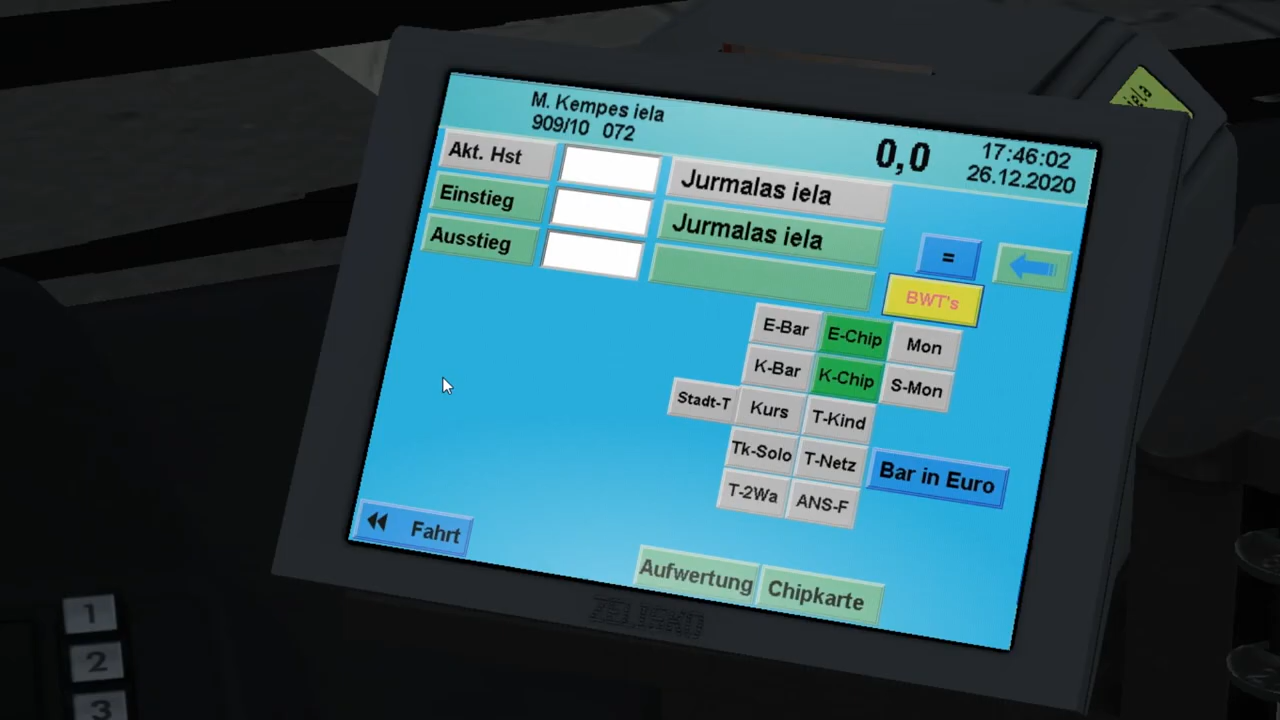 M. Kempes iela
909/10 072
0,0
17:46:02
26.12.2020
Akt. Hst
Jurmalas iela
Einstieg
Jurmalas iela
Ausstieg
=
BWT's
E-Bar E-Chip Mon
K-Bar K-Chip S-Mon
Stadt-T Kurs T-Kind
Tk-Solo T-Netz
Bar in Euro
T-2Wa ANS-F
Fahrt
Aufwertung Chipkarte
1
2
3